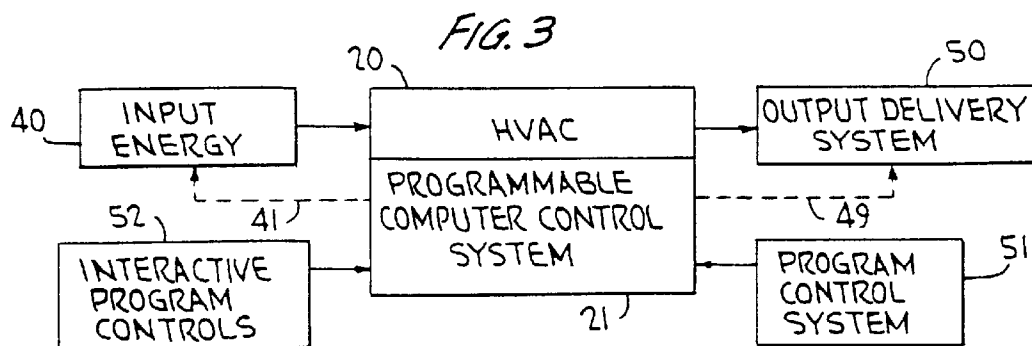 FIG. 3
20
50
40
INPUT
ENERGY
HVAC
OUTPUT DELIVERY
SYSTEM
PROGRAMMABLE
COMPUTER CONTROL
SYSTEM
41
49
52
INTERACTIVE
PROGRAM
CONTROLS
21
PROGRAM
CONTROL
SYSTEM
51